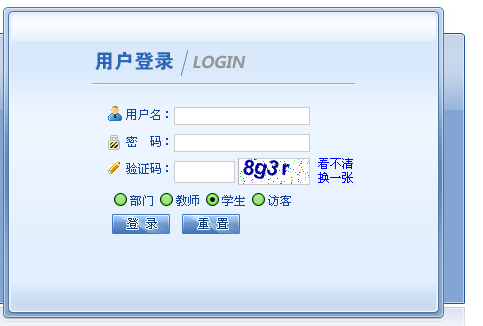 用户登录 LOGIN
用户名：
密 码：
验证码： 8g3r 看不清
换一张
部门 教师 学生 访客
登 录 重 置